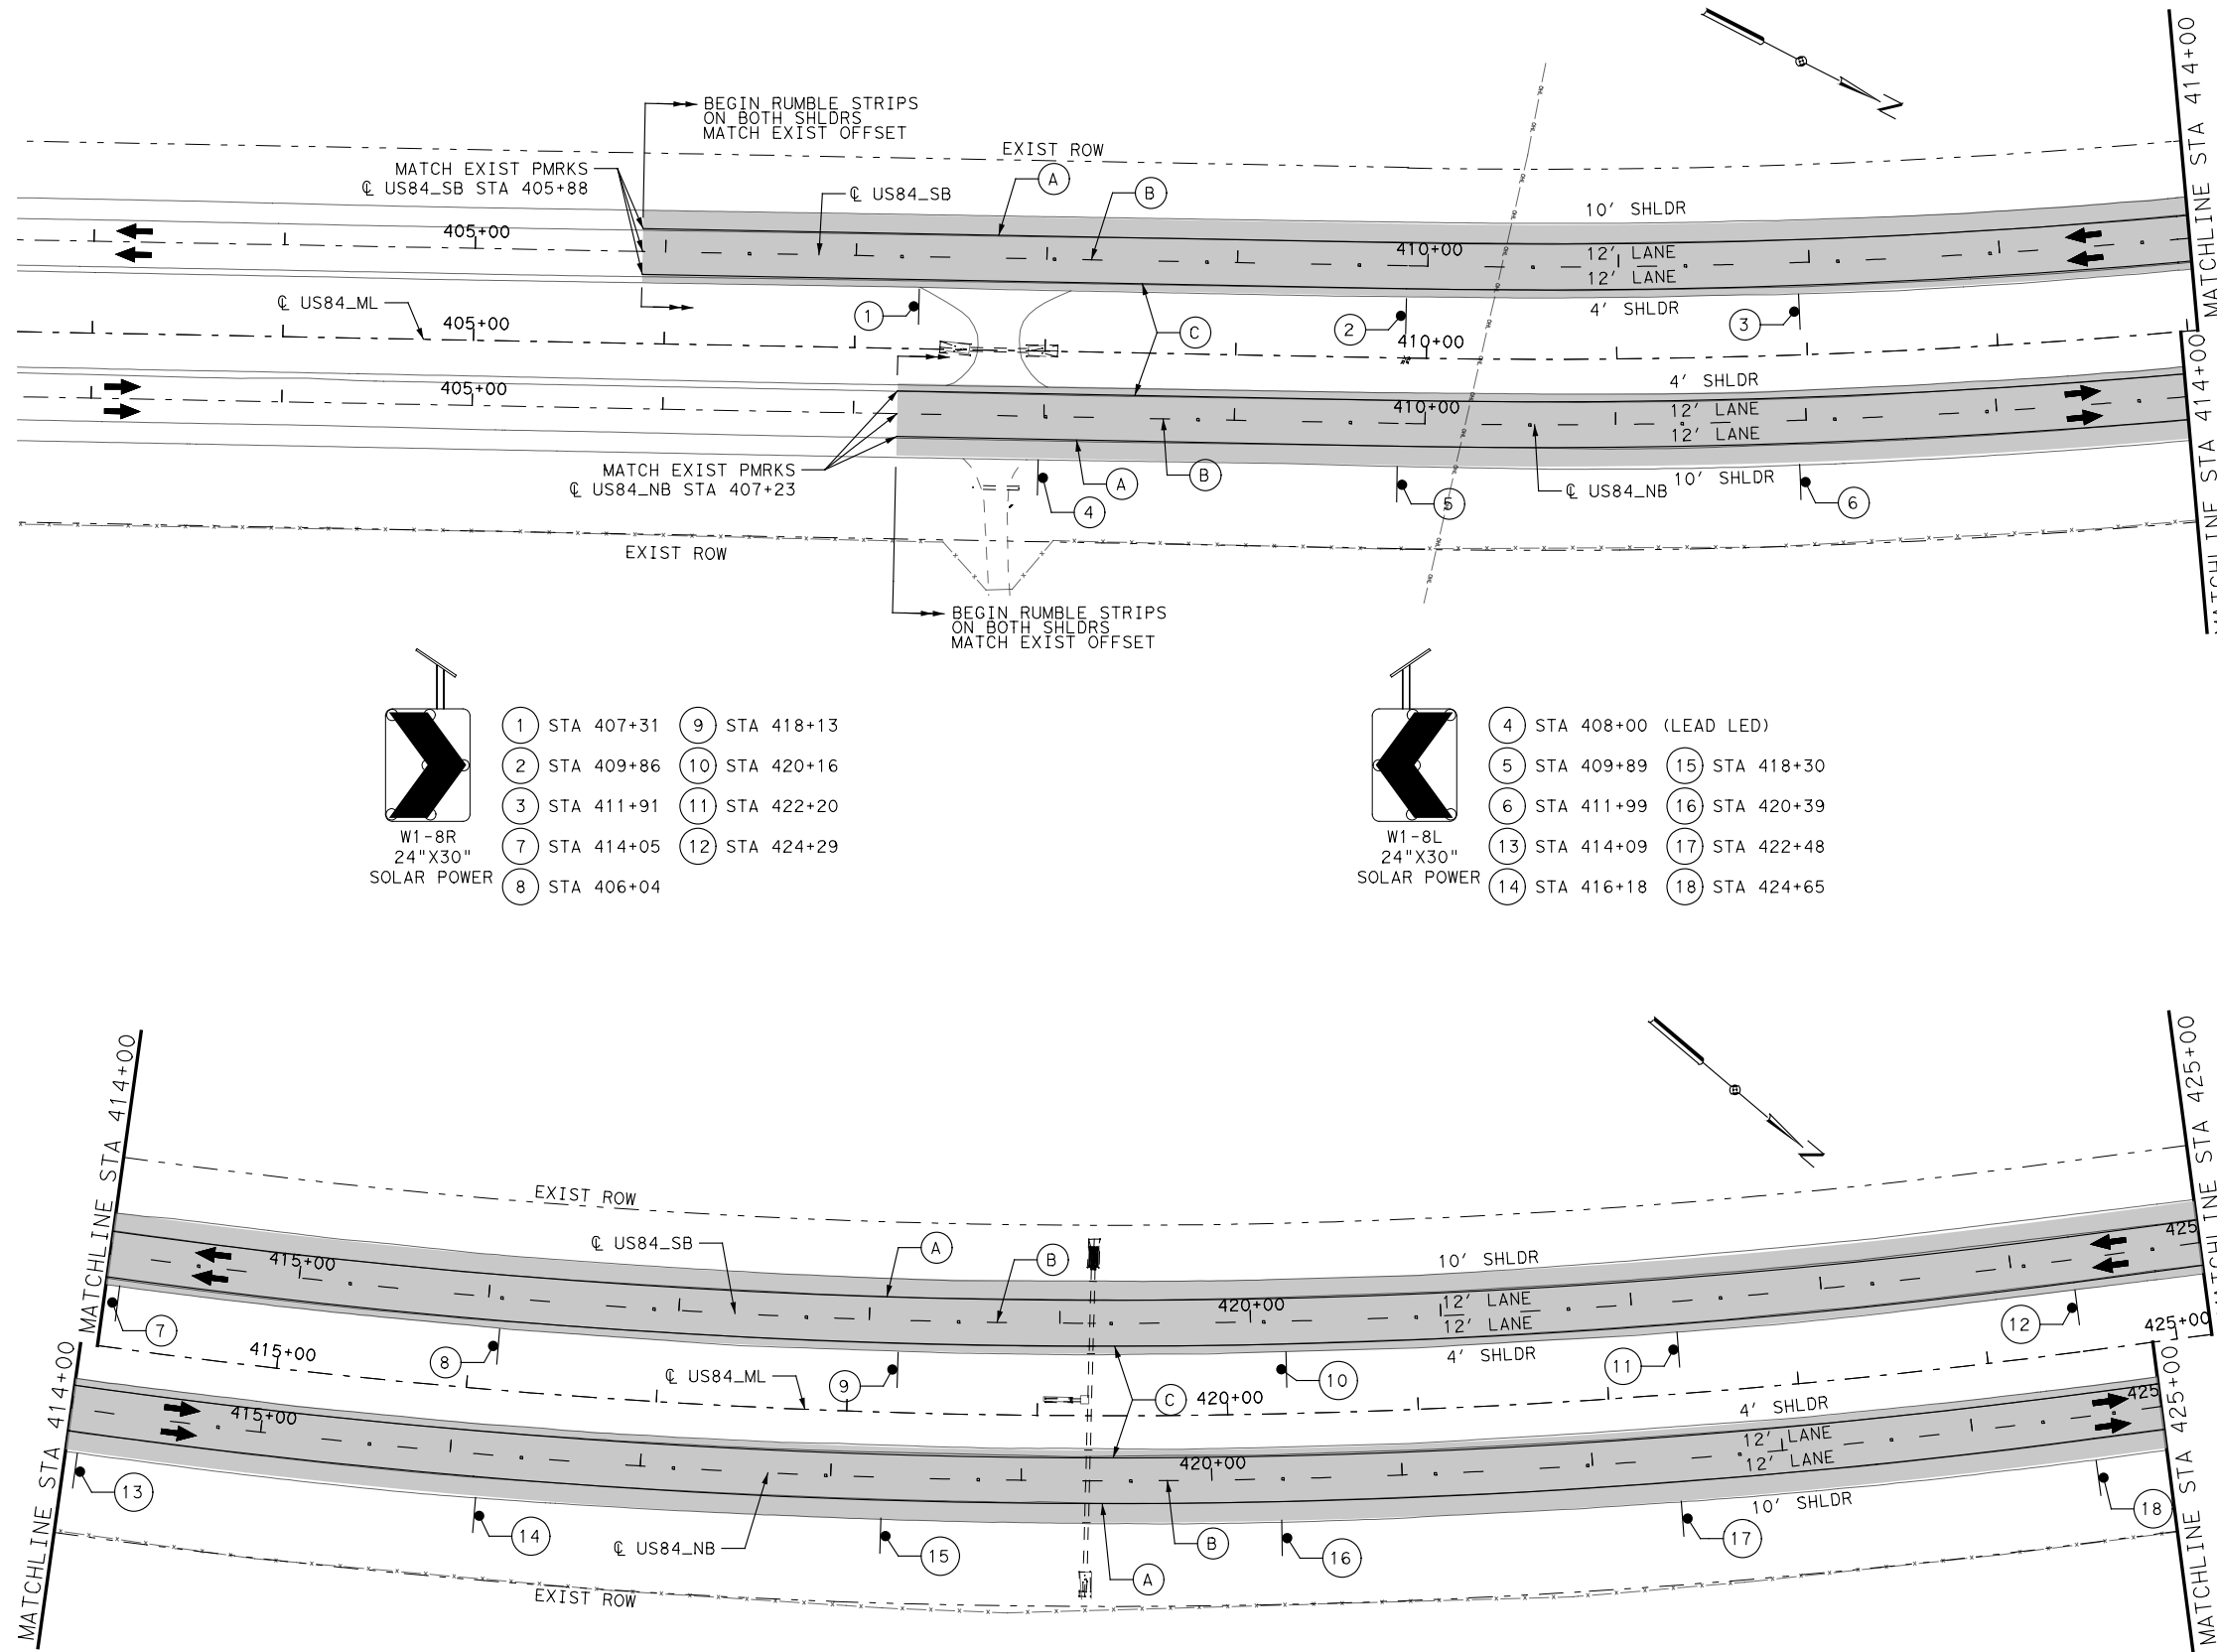 BEGIN RUMBLE STRIPS
ON BOTH SHLDRS
MATCH EXIST OFFSET
MATCH EXIST PMRKS
℄ US84_SB STA 405+88
EXIST ROW
A
B
℄ US84_SB
10' SHLDR
N
MATCHLINE STA 414+00
405+00
410+00
12' LANE
12' LANE
4' SHLDR
℄ US84_ML
405+00
1
2
3
C
410+00
4' SHLDR
405+00
410+00
12' LANE
12' LANE
10' SHLDR
MATCHLINE STA 414+00
MATCH EXIST PMRKS
℄ US84_NB STA 407+23
A
B
℄ US84_NB
4
5
6
EXIST ROW
BEGIN RUMBLE STRIPS
ON BOTH SHLDRS
MATCH EXIST OFFSET
W1-8R
24"X30"
SOLAR POWER
1 STA 407+31
2 STA 409+86
3 STA 411+91
7 STA 414+05
8 STA 406+04
9 STA 418+13
10 STA 420+16
11 STA 422+20
12 STA 424+29
W1-8L
24"X30"
SOLAR POWER
4 STA 408+00 (LEAD LED)
5 STA 409+89
6 STA 411+99
13 STA 414+09
14 STA 416+18
15 STA 418+30
16 STA 420+39
17 STA 422+48
18 STA 424+65
MATCHLINE STA 414+00
MATCHLINE STA 425+00
N
EXIST ROW
℄ US84_SB
A
B
10' SHLDR
415+00
420+00
425
12' LANE
12' LANE
4' SHLDR
7
8
9
10
11
12
415+00
℄ US84_ML
C
420+00
425+00
4' SHLDR
MATCHLINE STA 414+00
415+00
420+00
425
12' LANE
12' LANE
10' SHLDR
MATCHLINE STA 425+00
13
14
15
16
17
18
℄ US84_NB
B
A
EXIST ROW